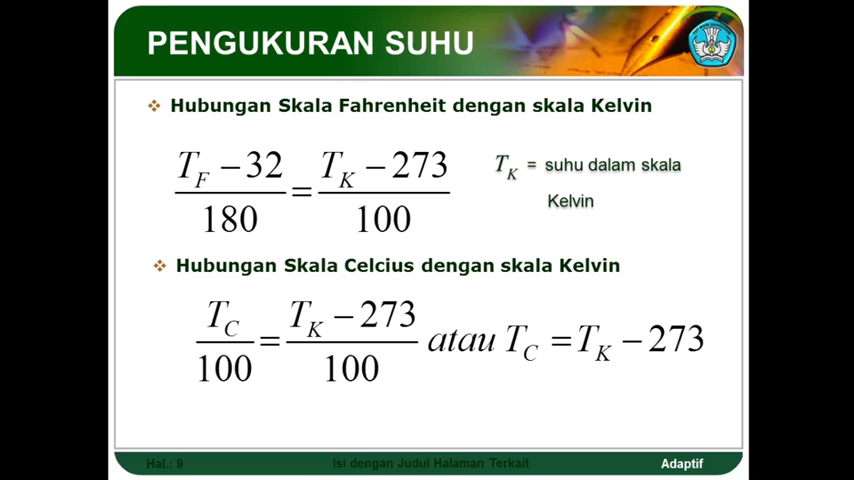 PENGUKURAN SUHU
❖ Hubungan Skala Fahrenheit dengan skala Kelvin
(T_F − 32)/180 = (T_K − 273)/100
T_K = suhu dalam skala
Kelvin
❖ Hubungan Skala Celcius dengan skala Kelvin
T_C/100 = (T_K − 273)/100 atau T_C = T_K − 273
Hal.: 9 Isi dengan Judul Halaman Terkait Adaptif